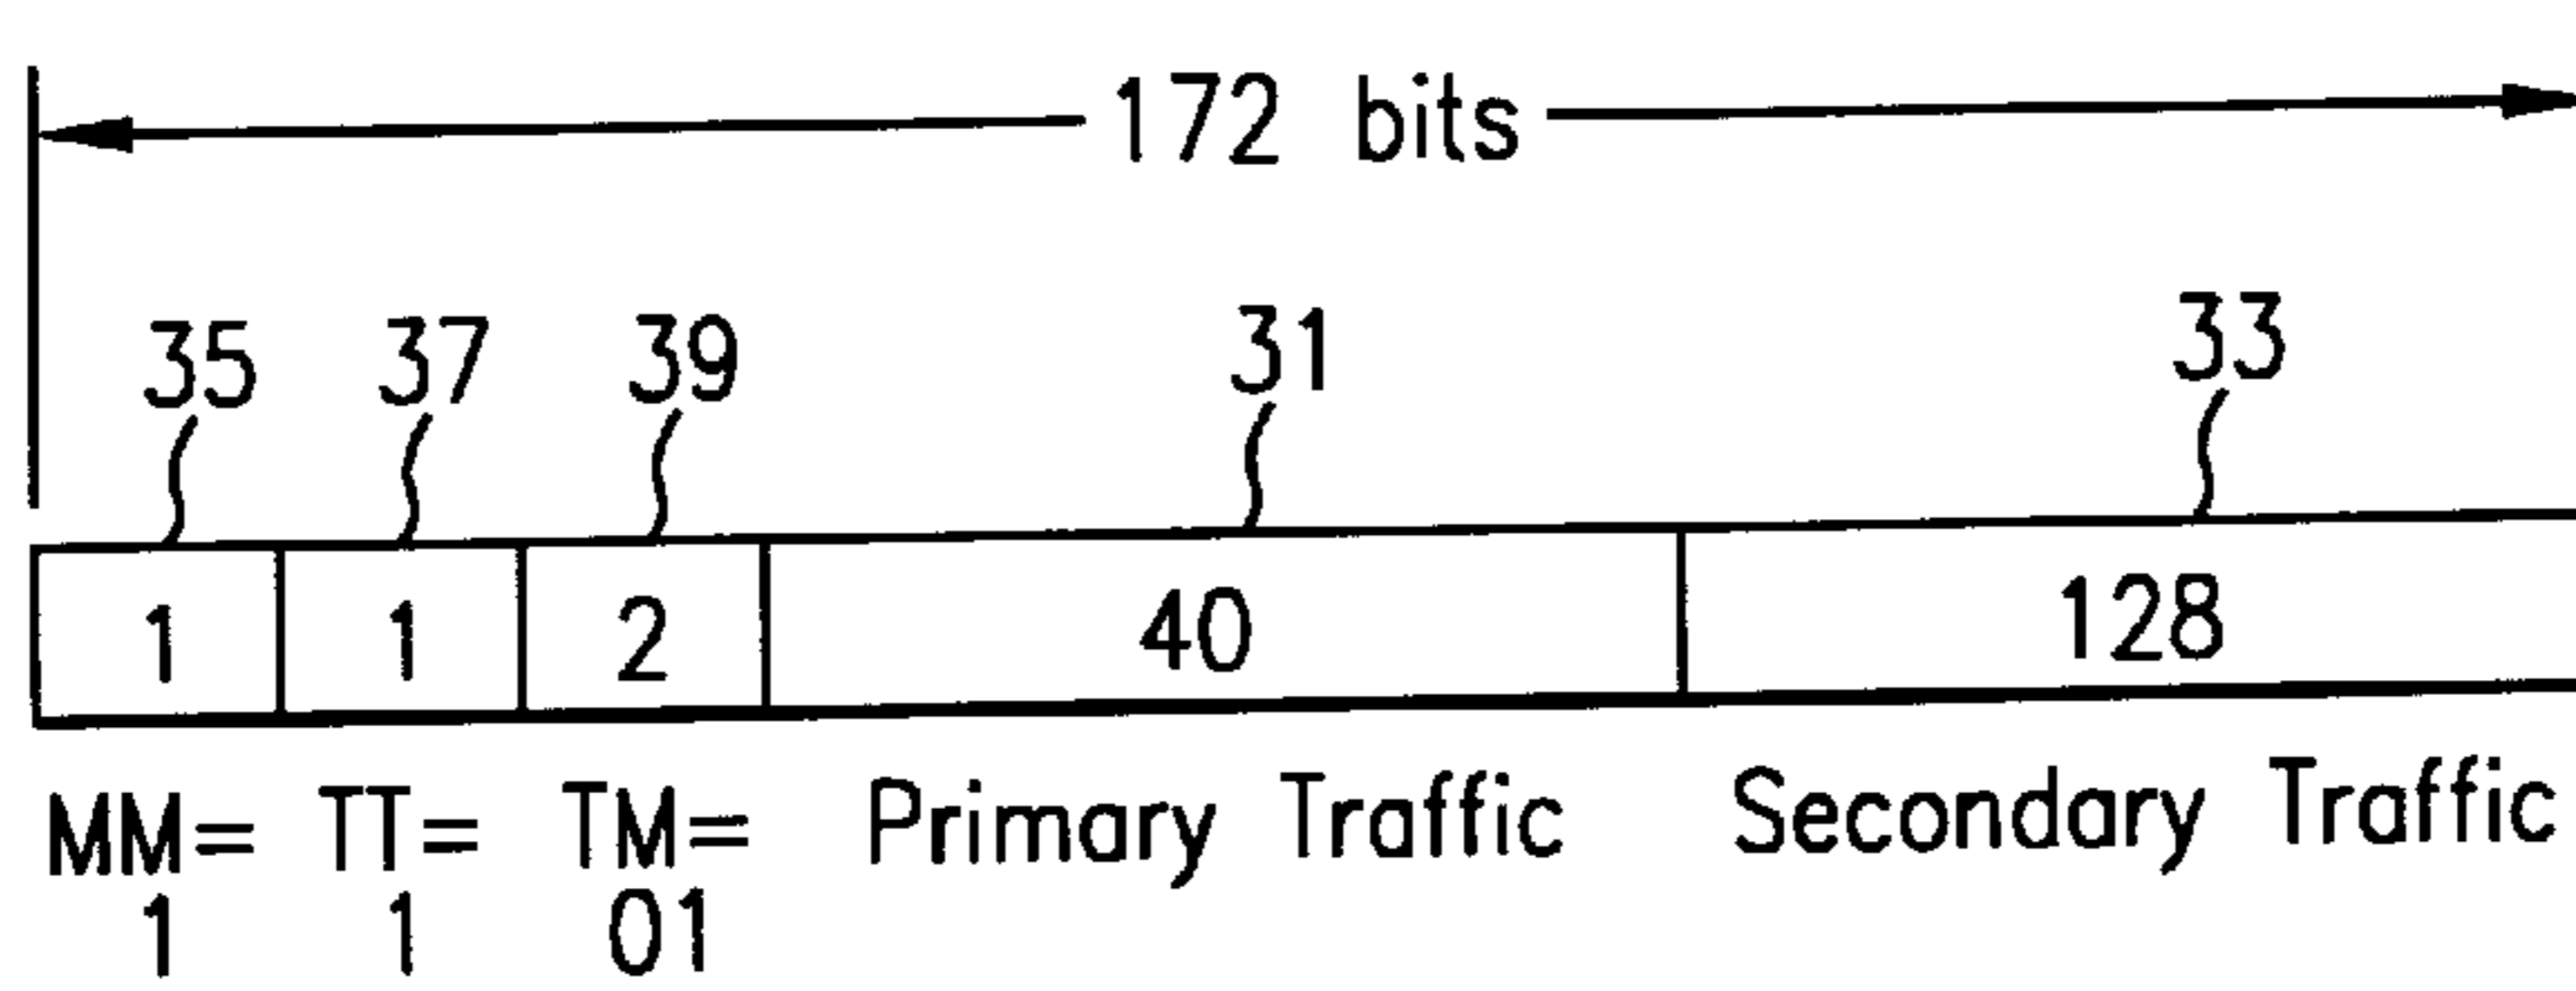 172 bits
35 37 39 31 33
1 1 2 40 128
MM= TT= TM= Primary Traffic Secondary Traffic
1 1 01